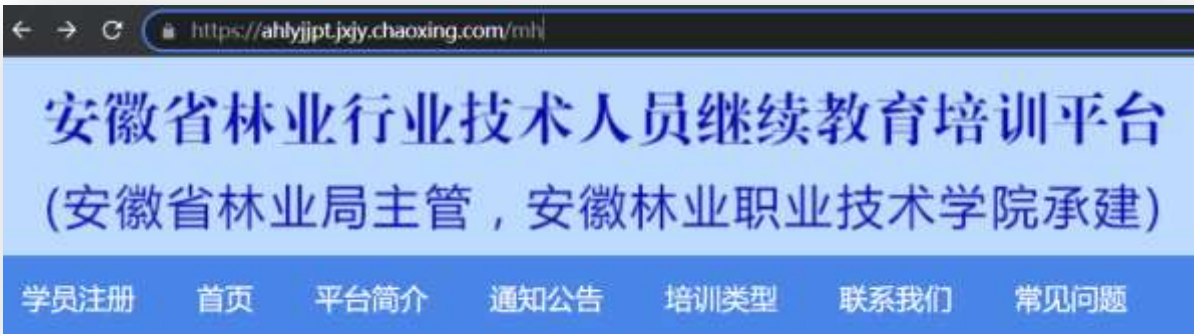 https://ahlyjjpt.jxjy.chaoxing.com/mh
安徽省林业行业技术人员继续教育培训平台
(安徽省林业局主管，安徽林业职业技术学院承建)
学员注册 首页 平台简介 通知公告 培训类型 联系我们 常见问题